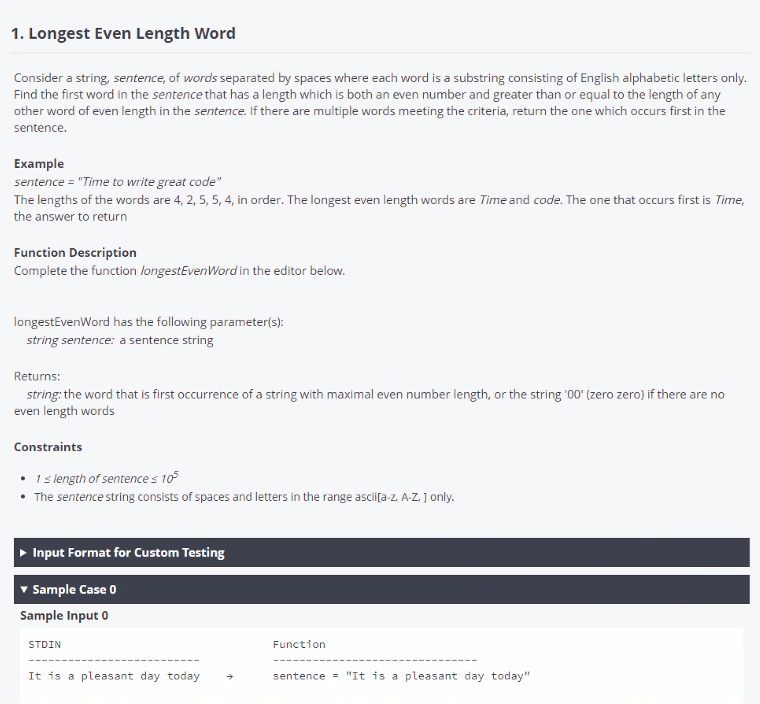 1. Longest Even Length Word
Consider a string, sentence, of words separated by spaces where each word is a substring consisting of English alphabetic letters only.
Find the first word in the sentence that has a length which is both an even number and greater than or equal to the length of any
other word of even length in the sentence. If there are multiple words meeting the criteria, return the one which occurs first in the
sentence.
Example
sentence = "Time to write great code"
The lengths of the words are 4, 2, 5, 5, 4, in order. The longest even length words are Time and code. The one that occurs first is Time,
the answer to return
Function Description
Complete the function longestEvenWord in the editor below.
longestEvenWord has the following parameter(s):
string sentence: a sentence string
Returns:
string: the word that is first occurrence of a string with maximal even number length, or the string '00' (zero zero) if there are no
even length words
Constraints
• 1 ≤ length of sentence ≤ 10^5
• The sentence string consists of spaces and letters in the range ascii[a-z, A-Z, ] only.
▶ Input Format for Custom Testing
▼ Sample Case 0
Sample Input 0
STDIN Function
-------------------------- ------------------------------
It is a pleasant day today → sentence = "It is a pleasant day today"